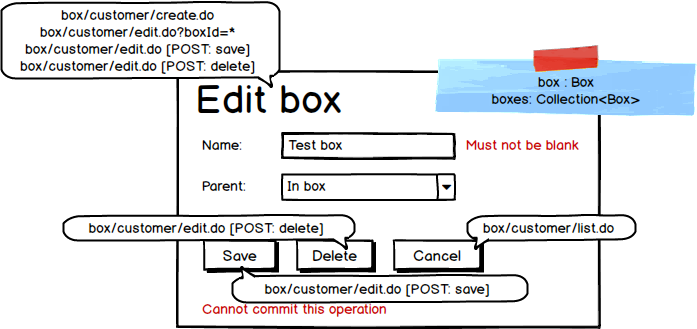 box/customer/create.do
box/customer/edit.do?boxId=*
box/customer/edit.do [POST: save]
box/customer/edit.do [POST: delete]
box : Box
boxes: Collection<Box>
Edit box
Name:
Test box
Must not be blank
Parent:
In box
box/customer/edit.do [POST: delete]
box/customer/list.do
Save
Delete
Cancel
box/customer/edit.do [POST: save]
Cannot commit this operation